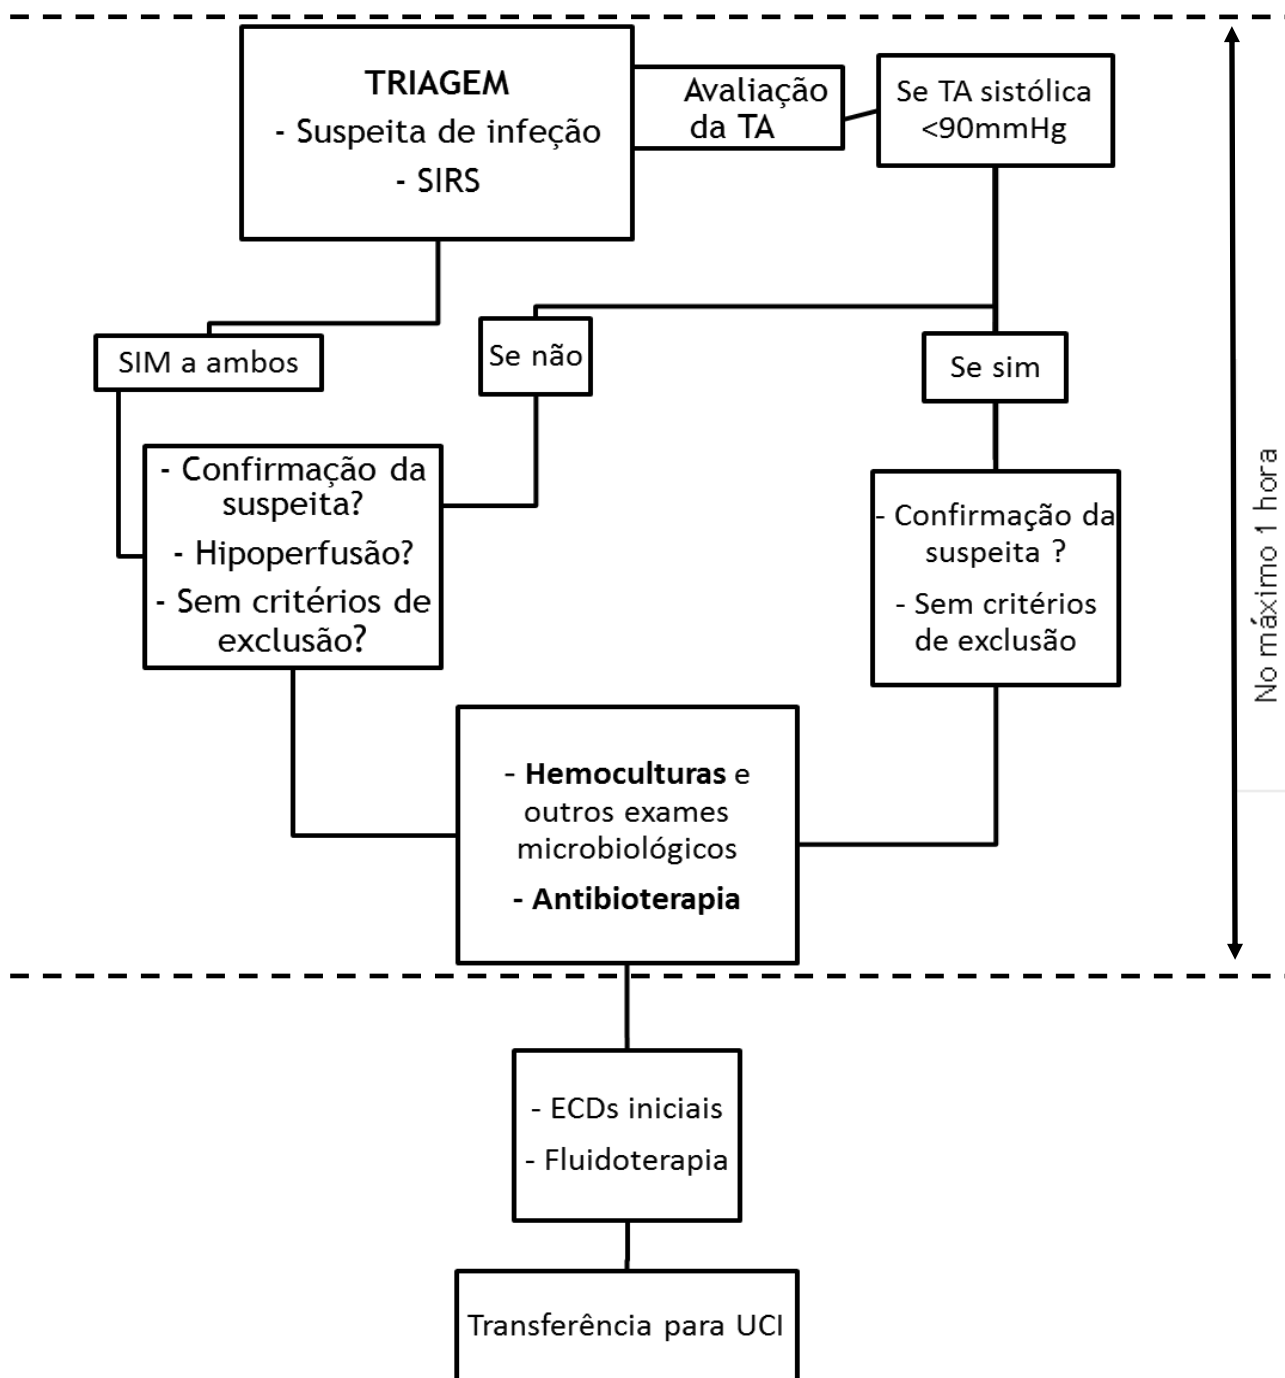 TRIAGEM
- Suspeita de infeção
- SIRS
Avaliação
da TA
Se TA sistólica
<90mmHg
SIM a ambos
Se não
Se sim
- Confirmação da
suspeita?
- Hipoperfusão?
- Sem critérios de
exclusão?
- Confirmação da
suspeita ?
- Sem critérios
de exclusão
No máximo 1 hora
- Hemoculturas e
outros exames
microbiológicos
- Antibioterapia
- ECDs iniciais
- Fluidoterapia
Transferência para UCI